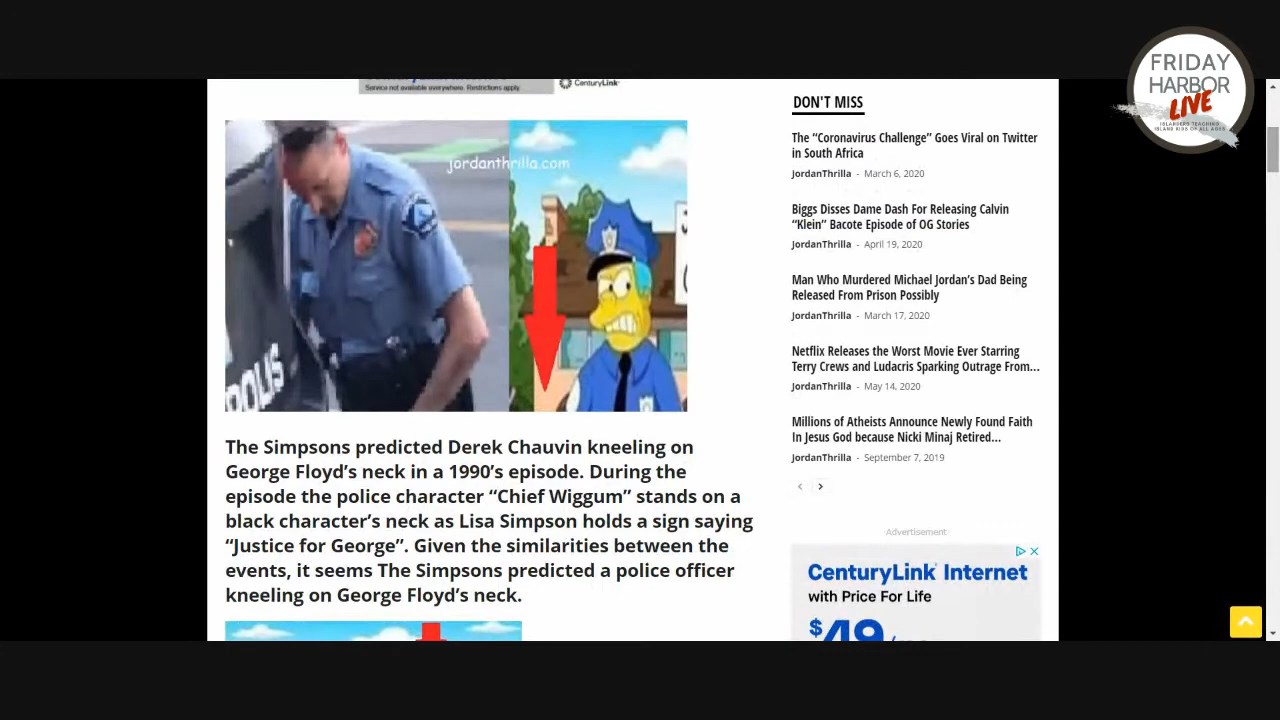 FRIDAY
HARBOR
LIVE
ISLANDERS TEACHING
ISLAND KIDS OF ALL AGES
Service not available everywhere. Restrictions apply.
CenturyLink
jordanthrilla.com
The Simpsons predicted Derek Chauvin kneeling on
George Floyd's neck in a 1990's episode. During the
episode the police character “Chief Wiggum” stands on a
black character's neck as Lisa Simpson holds a sign saying
“Justice for George”. Given the similarities between the
events, it seems The Simpsons predicted a police officer
kneeling on George Floyd's neck.
DON'T MISS
The “Coronavirus Challenge” Goes Viral on Twitter
in South Africa
JordanThrilla - March 6, 2020
Biggs Disses Dame Dash For Releasing Calvin
“Klein” Bacote Episode of OG Stories
JordanThrilla - April 19, 2020
Man Who Murdered Michael Jordan's Dad Being
Released From Prison Possibly
JordanThrilla - March 17, 2020
Netflix Releases the Worst Movie Ever Starring
Terry Crews and Ludacris Sparking Outrage From...
JordanThrilla - May 14, 2020
Millions of Atheists Announce Newly Found Faith
In Jesus God because Nicki Minaj Retired...
JordanThrilla - September 7, 2019
Advertisement
CenturyLink Internet
with Price For Life
$49